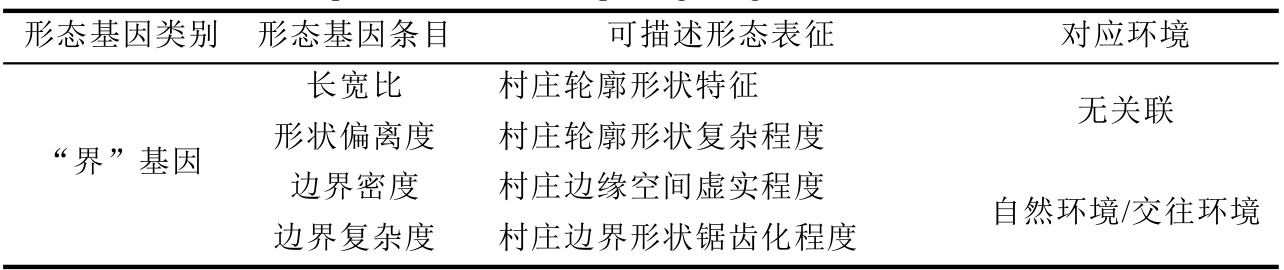 形态基因类别 形态基因条目 可描述形态表征 对应环境
长宽比 村庄轮廓形状特征
无关联
形状偏离度 村庄轮廓形状复杂程度
“界”基因
边界密度 村庄边缘空间虚实程度
自然环境/交往环境
边界复杂度 村庄边界形状锯齿化程度